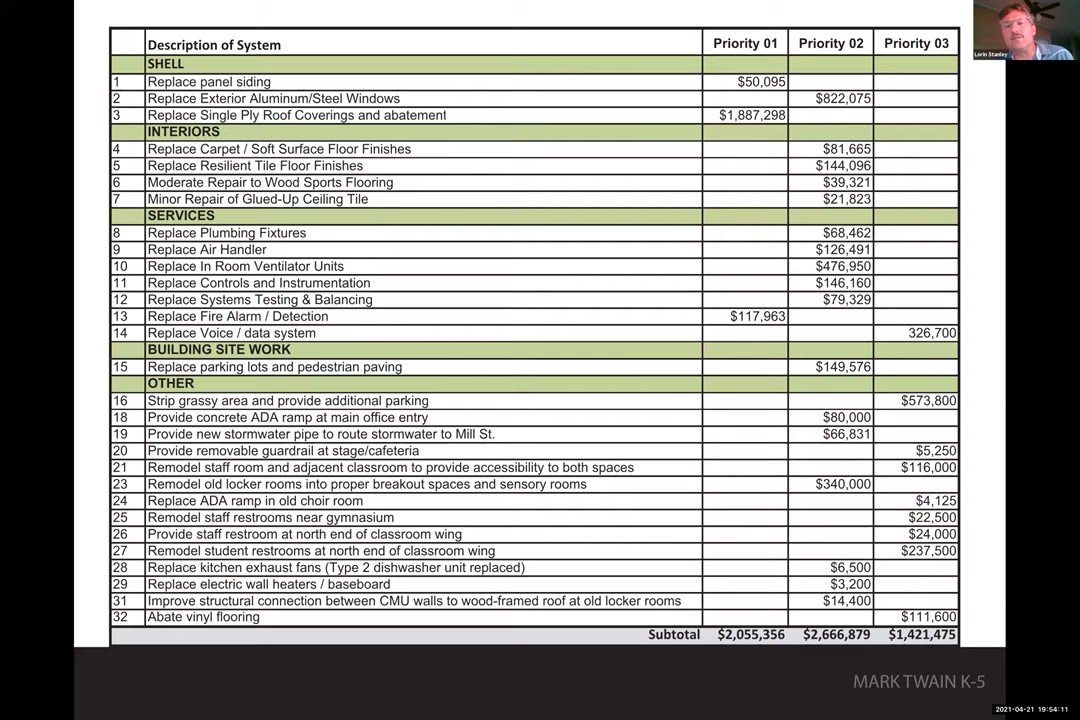 Description of System Priority 01 Priority 02 Priority 03
SHELL
1 Replace panel siding $50,095
2 Replace Exterior Aluminum/Steel Windows $822,075
3 Replace Single Ply Roof Coverings and abatement $1,887,298
INTERIORS
4 Replace Carpet / Soft Surface Floor Finishes $81,665
5 Replace Resilient Tile Floor Finishes $144,096
6 Moderate Repair to Wood Sports Flooring $39,321
7 Minor Repair of Glued-Up Ceiling Tile $21,823
SERVICES
8 Replace Plumbing Fixtures $68,462
9 Replace Air Handler $126,491
10 Replace In Room Ventilator Units $476,950
11 Replace Controls and Instrumentation $146,160
12 Replace Systems Testing & Balancing $79,329
13 Replace Fire Alarm / Detection $117,963
14 Replace Voice / data system 326,700
BUILDING SITE WORK
15 Replace parking lots and pedestrian paving $149,576
OTHER
16 Strip grassy area and provide additional parking $573,800
18 Provide concrete ADA ramp at main office entry $80,000
19 Provide new stormwater pipe to route stormwater to Mill St. $66,831
20 Provide removable guardrail at stage/cafeteria $5,250
21 Remodel staff room and adjacent classroom to provide accessibility to both spaces $116,000
23 Remodel old locker rooms into proper breakout spaces and sensory rooms $340,000
24 Replace ADA ramp in old choir room $4,125
25 Remodel staff restrooms near gymnasium $22,500
26 Provide staff restroom at north end of classroom wing $24,000
27 Remodel student restrooms at north end of classroom wing $237,500
28 Replace kitchen exhaust fans (Type 2 dishwasher unit replaced) $6,500
29 Replace electric wall heaters / baseboard $3,200
31 Improve structural connection between CMU walls to wood-framed roof at old locker rooms $14,400
32 Abate vinyl flooring $111,600
Subtotal $2,055,356 $2,666,879 $1,421,475
MARK TWAIN K-5
Lorin Stanley
2021-04-21 19:54:11